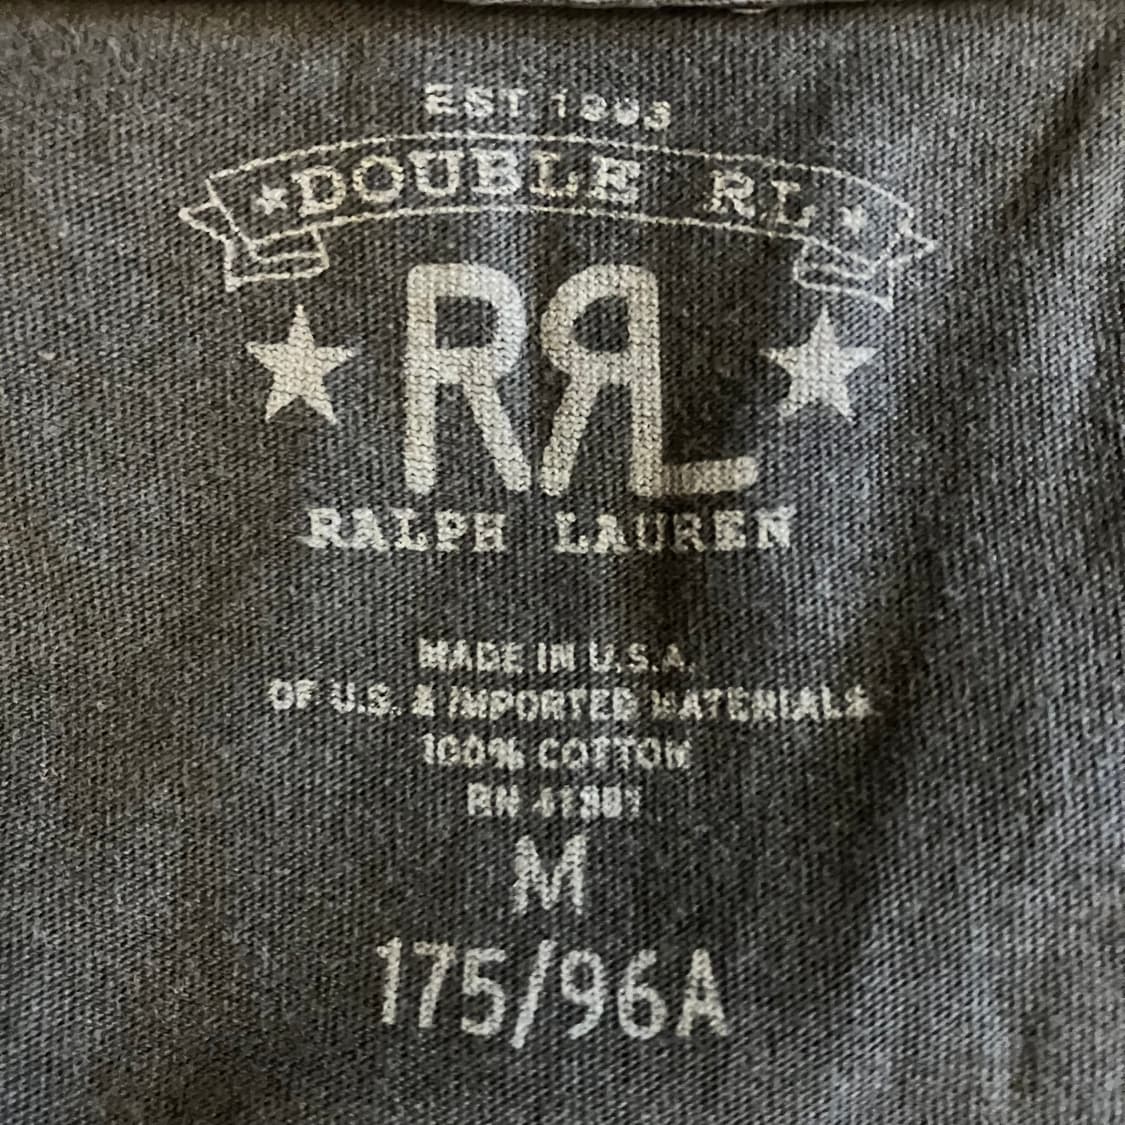 EST 1993
★DOUBLE RL★
RRL
RALPH LAUREN
MADE IN U.S.A.
OF U.S. & IMPORTED MATERIALS
100% COTTON
RN 41381
M
175/96A